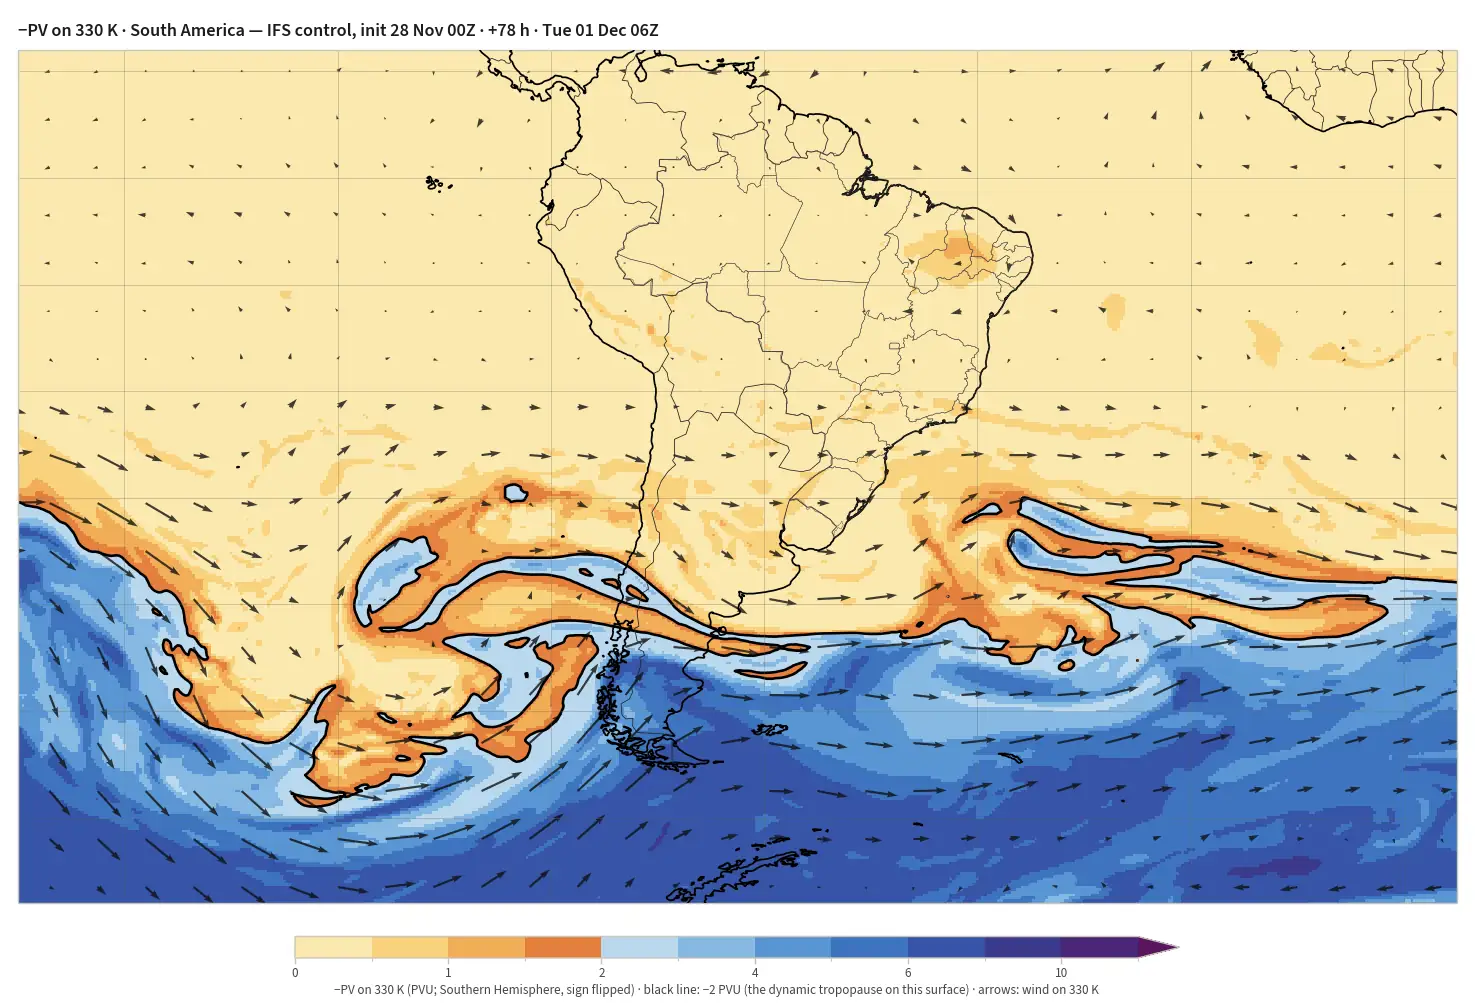 −PV on 330 K · South America — IFS control, init 28 Nov 00Z · +78 h · Tue 01 Dec 06Z
0 1 2 4 6 10
−PV on 330 K (PVU; Southern Hemisphere, sign flipped) · black line: −2 PVU (the dynamic tropopause on this surface) · arrows: wind on 330 K